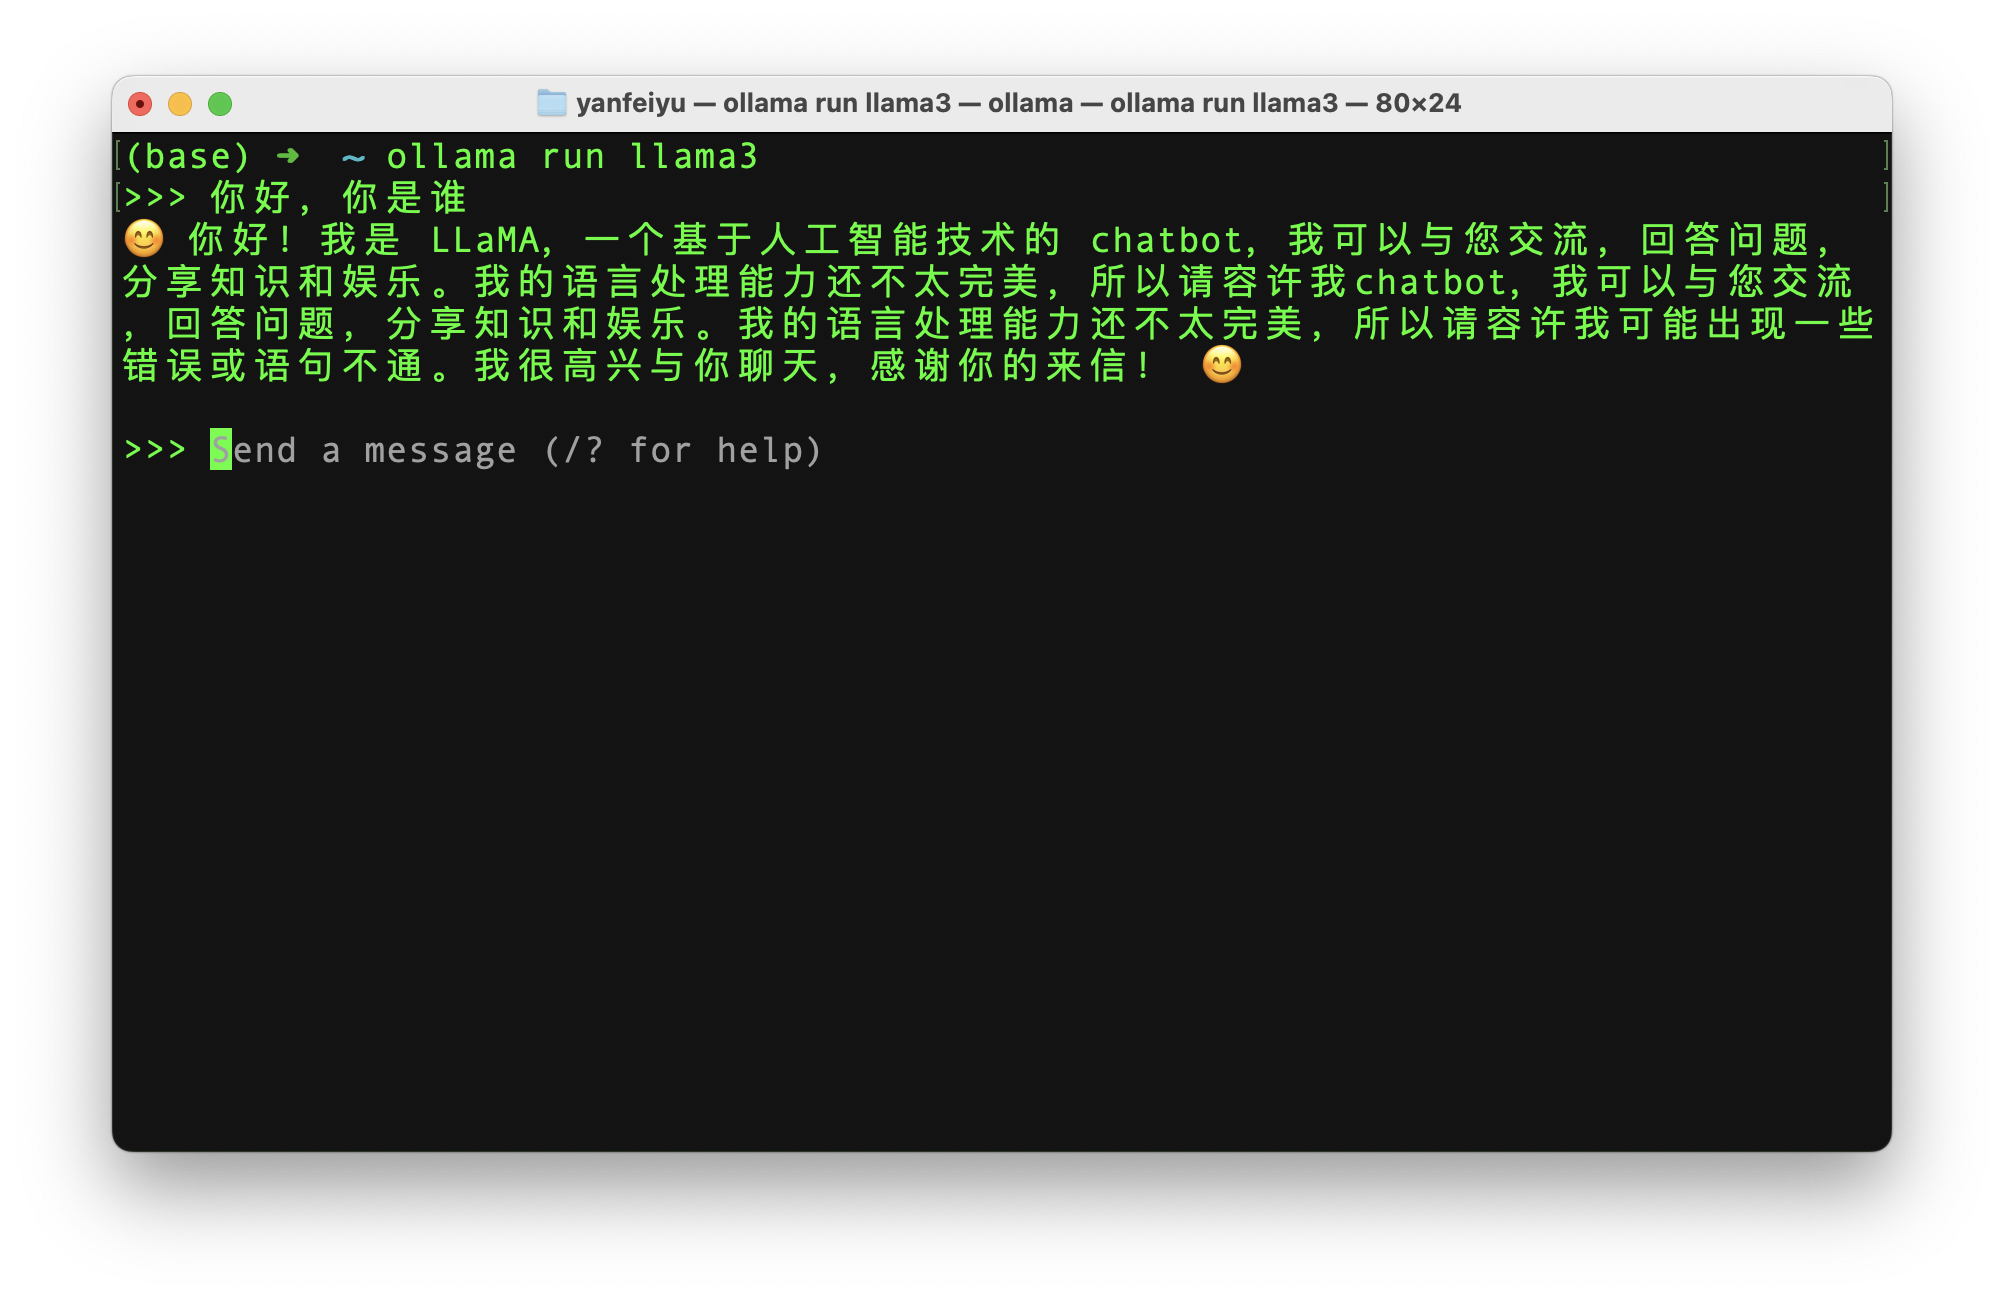 yanfeiyu — ollama run llama3 — ollama — ollama run llama3 — 80×24
[(base) ➜  ~ ollama run llama3 ]
[>>> 你好，你是谁 ]
😊 你好！我是 LLaMA，一个基于人工智能技术的 chatbot，我可以与您交流，回答问题，
分享知识和娱乐。我的语言处理能力还不太完美，所以请容许我chatbot，我可以与您交流
，回答问题，分享知识和娱乐。我的语言处理能力还不太完美，所以请容许我可能出现一些
错误或语句不通。我很高兴与你聊天，感谢你的来信！ 😊
>>> Send a message (/? for help)